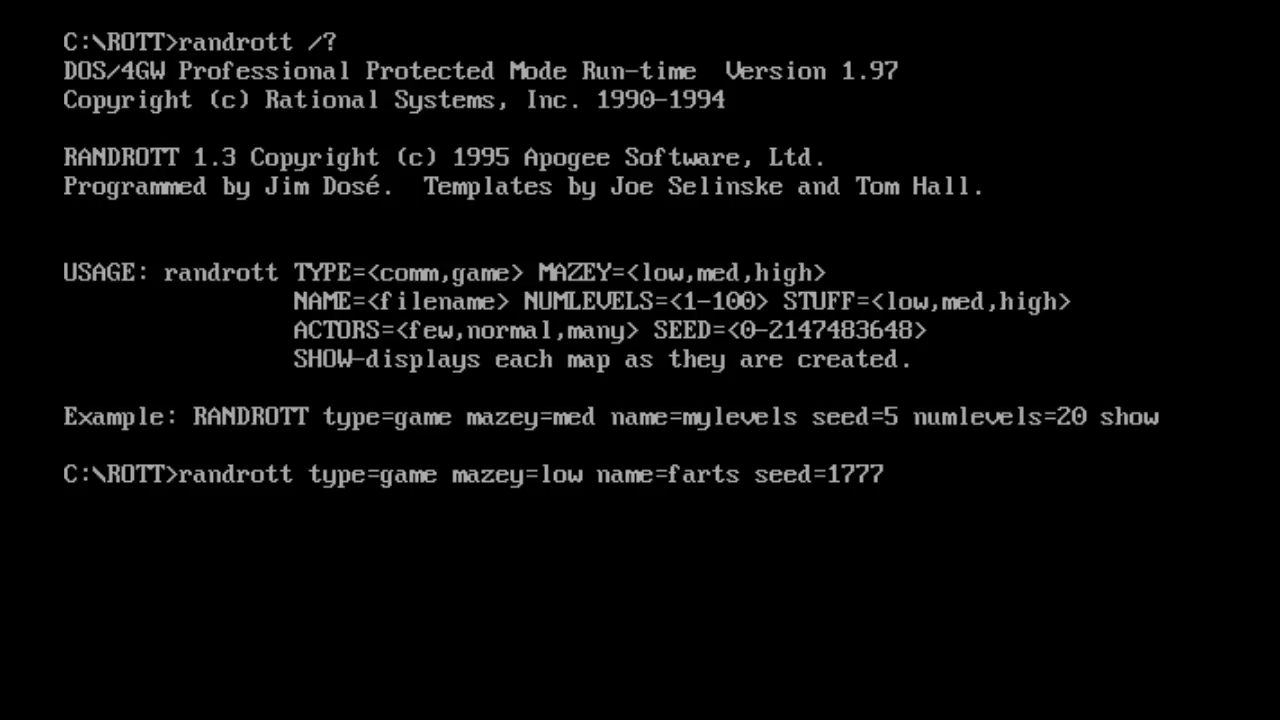 C:\ROTT>randrott /?
DOS/4GW Professional Protected Mode Run-time  Version 1.97
Copyright (c) Rational Systems, Inc. 1990-1994
RANDROTT 1.3 Copyright (c) 1995 Apogee Software, Ltd.
Programmed by Jim Dosé.  Templates by Joe Selinske and Tom Hall.
USAGE: randrott TYPE=<comm,game> MAZEY=<low,med,high>
NAME=<filename> NUMLEVELS=<1-100> STUFF=<low,med,high>
ACTORS=<few,normal,many> SEED=<0-2147483648>
SHOW-displays each map as they are created.
Example: RANDROTT type=game mazey=med name=mylevels seed=5 numlevels=20 show
C:\ROTT>randrott type=game mazey=low name=farts seed=1777